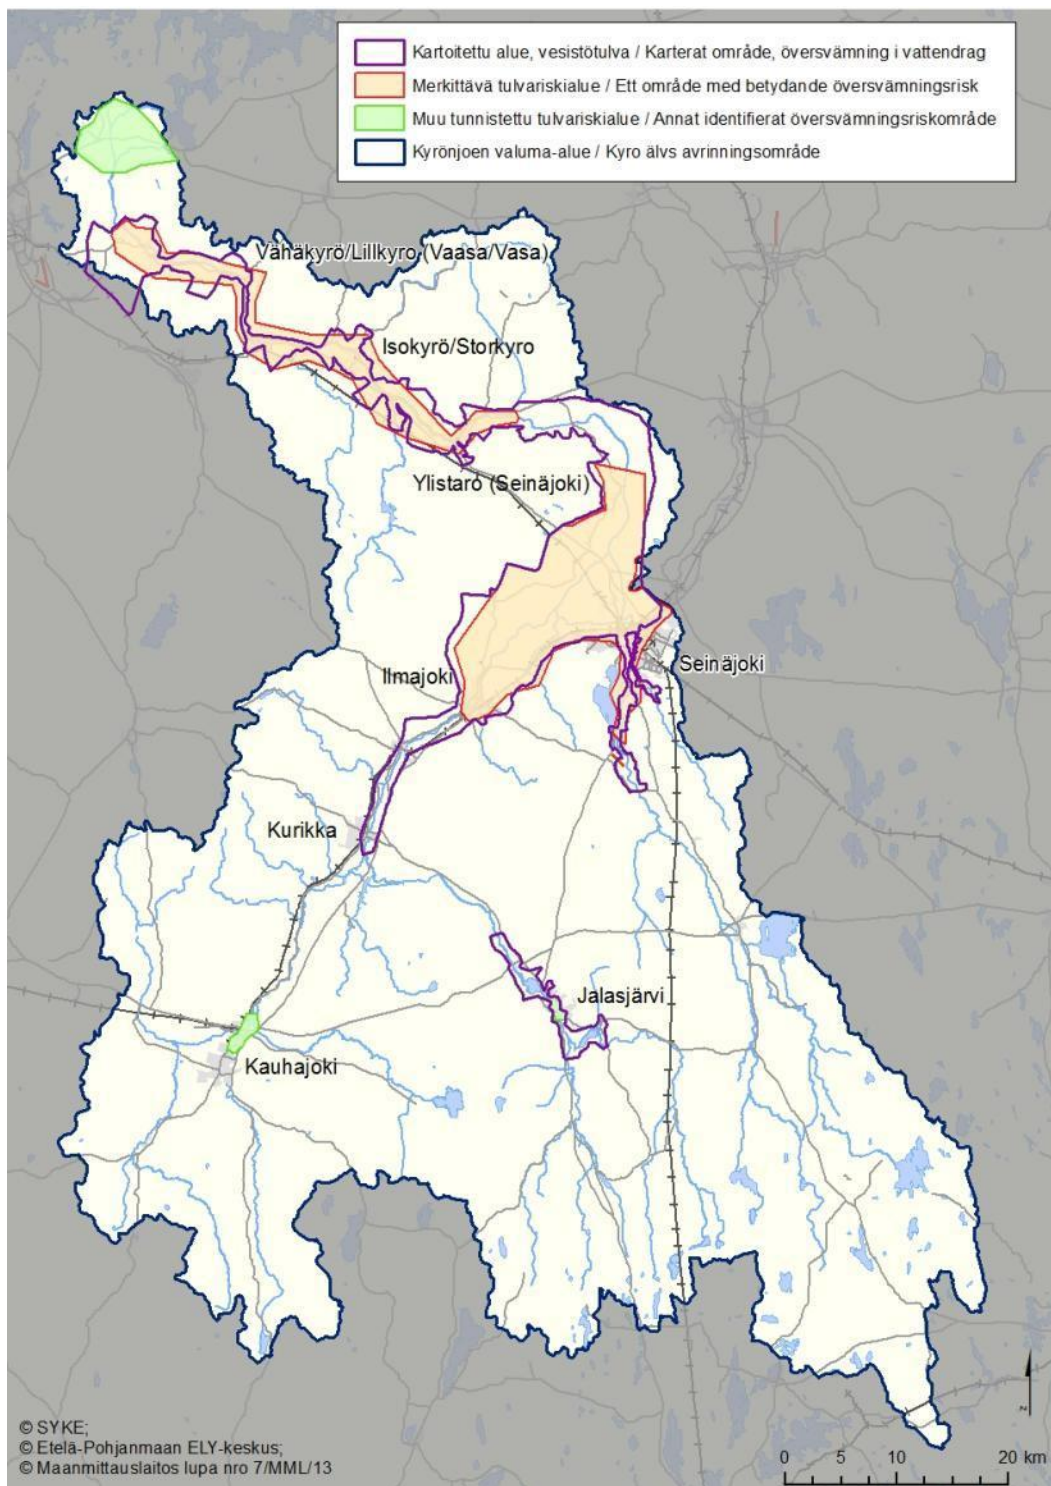 Kartoitettu alue, vesistötulva / Karterat område, översvämning i vattendrag
Merkittävä tulvariskialue / Ett område med betydande översvämningsrisk
Muu tunnistettu tulvariskialue / Annat identifierat översvämningsriskområde
Kyrönjoen valuma-alue / Kyro älvs avrinningsområde
Vähäkyrö/Lillkyro (Vaasa/Vasa)
Isokyrö/Storkyro
Ylistaro (Seinäjoki)
Seinäjoki
Ilmajoki
Kurikka
Jalasjärvi
Kauhajoki
N
© SYKE;
© Etelä-Pohjanmaan ELY-keskus;
© Maanmittauslaitos lupa nro 7/MML/13
0 5 10 20 km